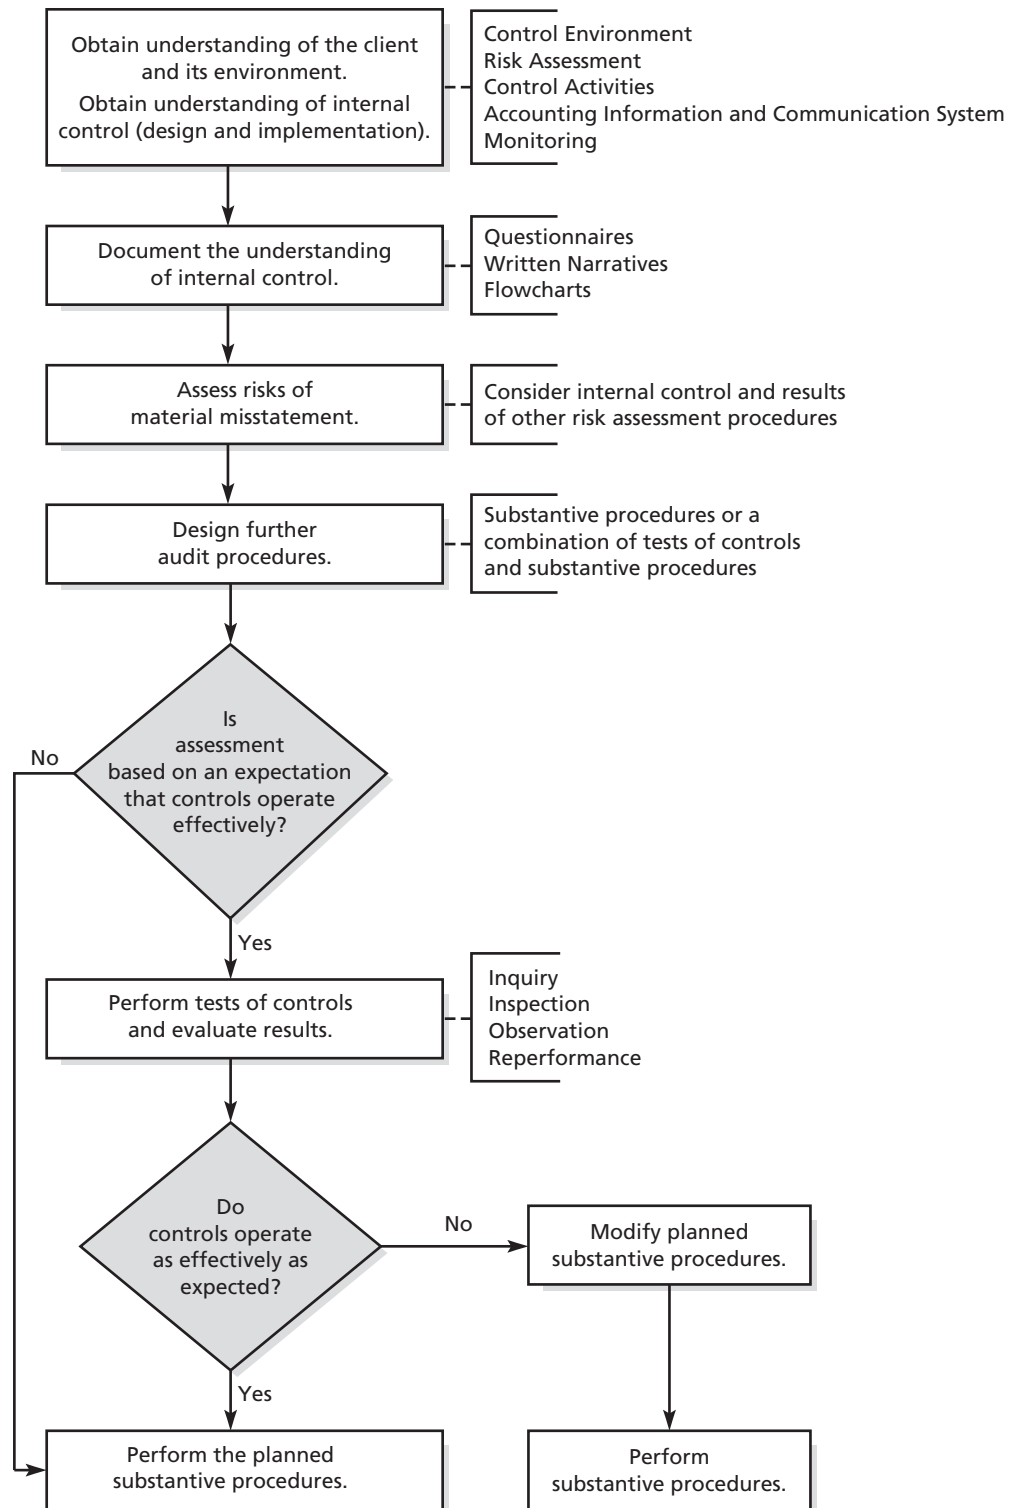 Obtain understanding of the client
and its environment.
Obtain understanding of internal
control (design and implementation).
Control Environment
Risk Assessment
Control Activities
Accounting Information and Communication System
Monitoring
Document the understanding
of internal control.
Questionnaires
Written Narratives
Flowcharts
Assess risks of
material misstatement.
Consider internal control and results
of other risk assessment procedures
Design further
audit procedures.
Substantive procedures or a
combination of tests of controls
and substantive procedures
Is
assessment
based on an expectation
that controls operate
effectively?
No
Yes
Perform tests of controls
and evaluate results.
Inquiry
Inspection
Observation
Reperformance
Do
controls operate
as effectively as
expected?
No
Modify planned
substantive procedures.
Yes
Perform the planned
substantive procedures.
Perform
substantive procedures.